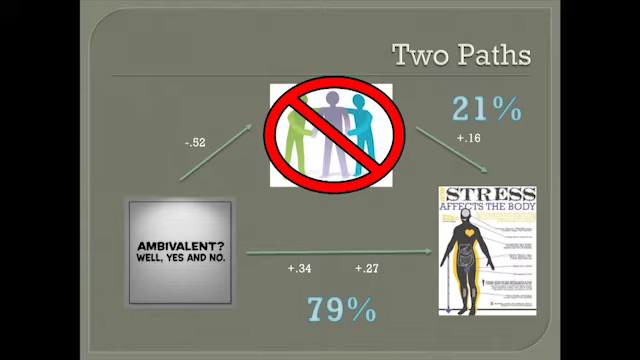 Two Paths
21%
-.52
+.16
STRESS
AFFECTS THE BODY
AMBIVALENT?
WELL, YES AND NO.
+.34 +.27
79%